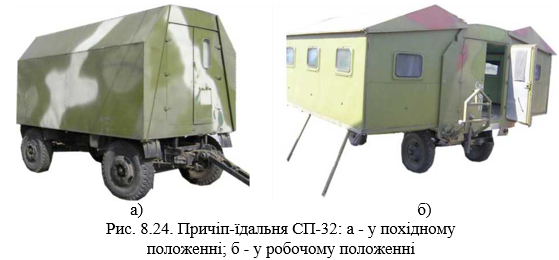 а) б)
Рис. 8.24. Причіп-їдальня СП-32: а - у похідному
положенні; б - у робочому положенні